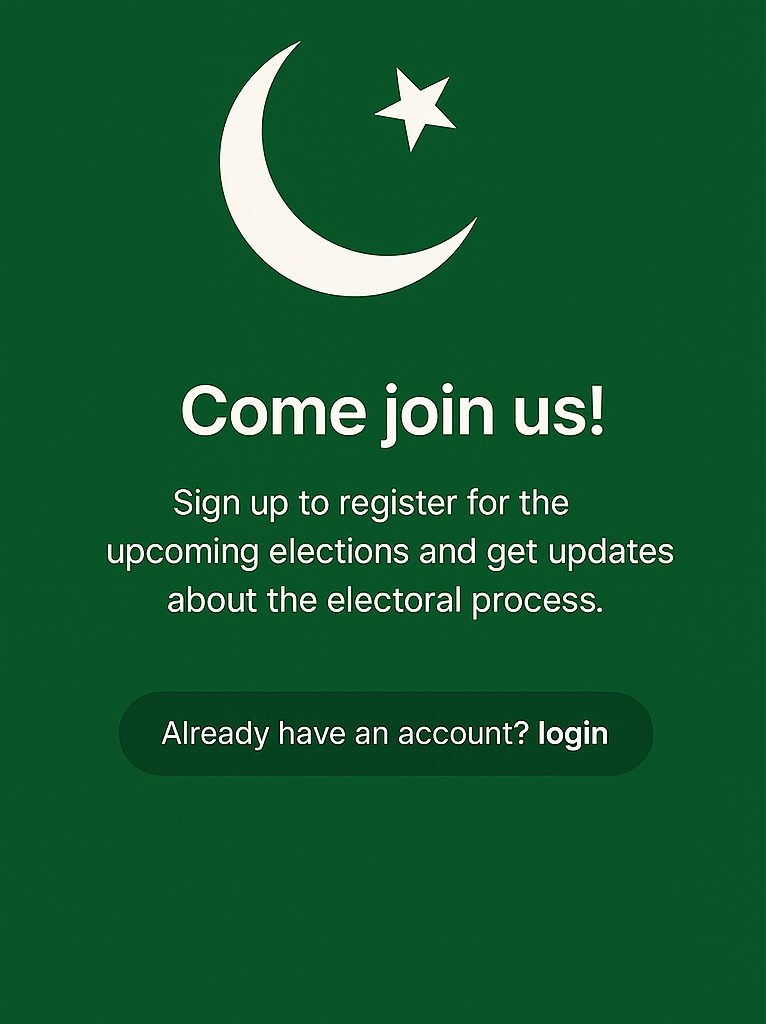 Come join us!
Sign up to register for the
upcoming elections and get updates
about the electoral process.
Already have an account? login